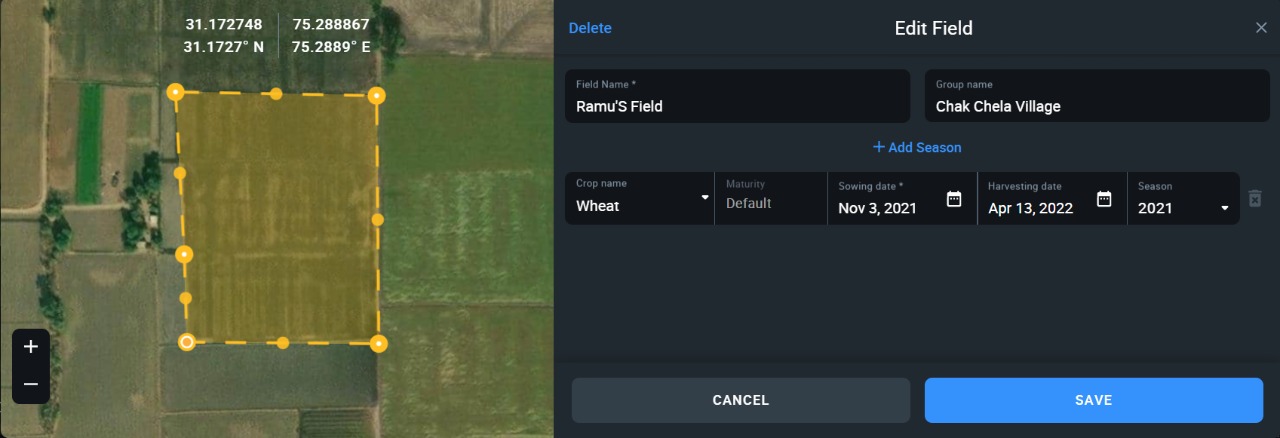 31.172748 75.288867
31.1727° N 75.2889° E
Delete
Edit Field
Field Name *
Ramu'S Field
Group name
Chak Chela Village
+ Add Season
Crop name
Wheat
Maturity
Default
Sowing date *
Nov 3, 2021
Harvesting date
Apr 13, 2022
Season
2021
+
−
CANCEL
SAVE